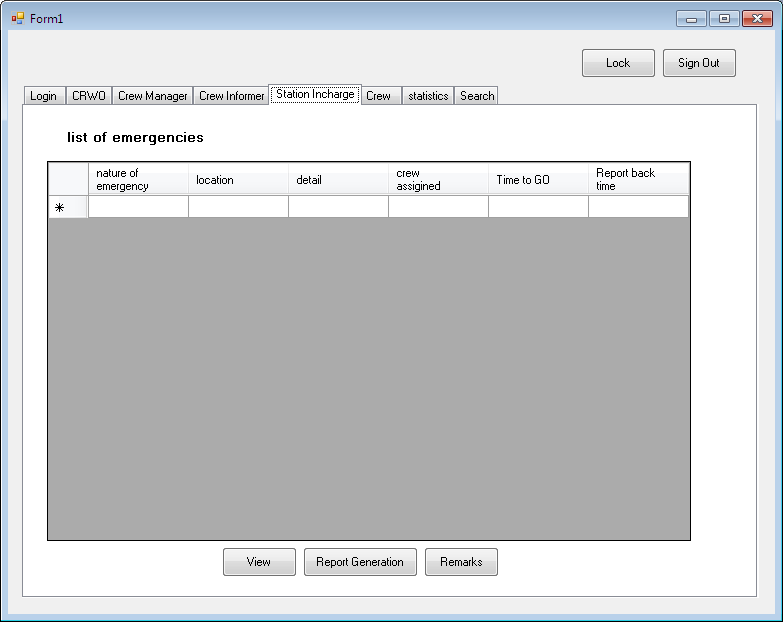 Form1
Lock Sign Out
Login CRWO Crew Manager Crew Informer Station Incharge Crew statistics Search
list of emergencies
nature of emergency location detail crew assigined Time to GO Report back time
*
View Report Generation Remarks